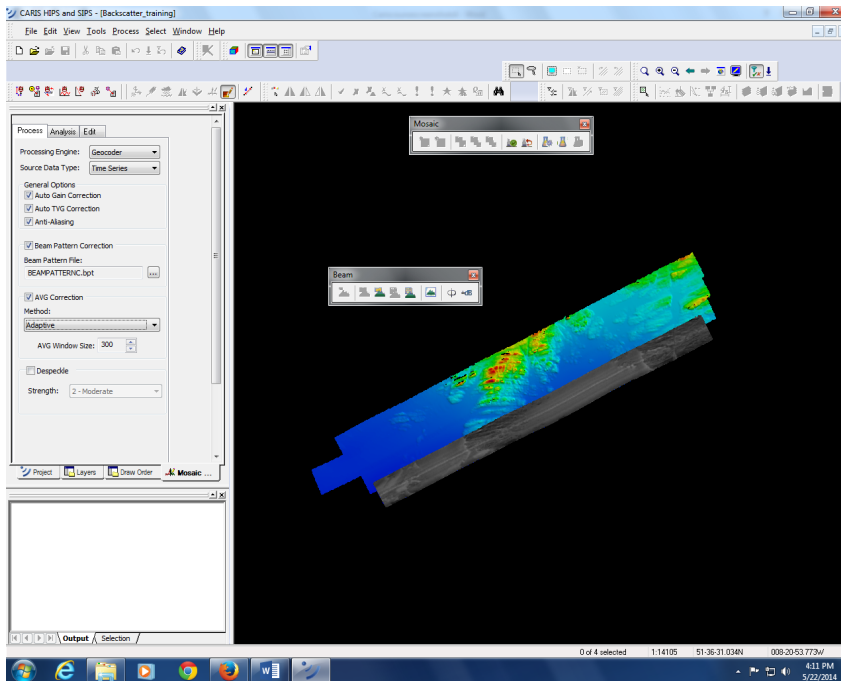 CARIS HIPS and SIPS - [Backscatter_training]
File Edit View Tools Process Select Window Help
Mosaic
Process Analysis Edit
Processing Engine: Geocoder
Source Data Type: Time Series
General Options
Auto Gain Correction
Auto TVG Correction
Anti-Aliasing
Beam Pattern Correction
Beam Pattern File:
BEAMPATTERNC.bpt ...
AVG Correction
Method:
Adaptive
AVG Window Size: 300
Despeckle
Strength: 2 - Moderate
Beam
dB
Project Layers Draw Order Mosaic ...
Output Selection
0 of 4 selected 1:14105 51-36-31.034N 008-20-53.773W
4:11 PM
5/22/2014